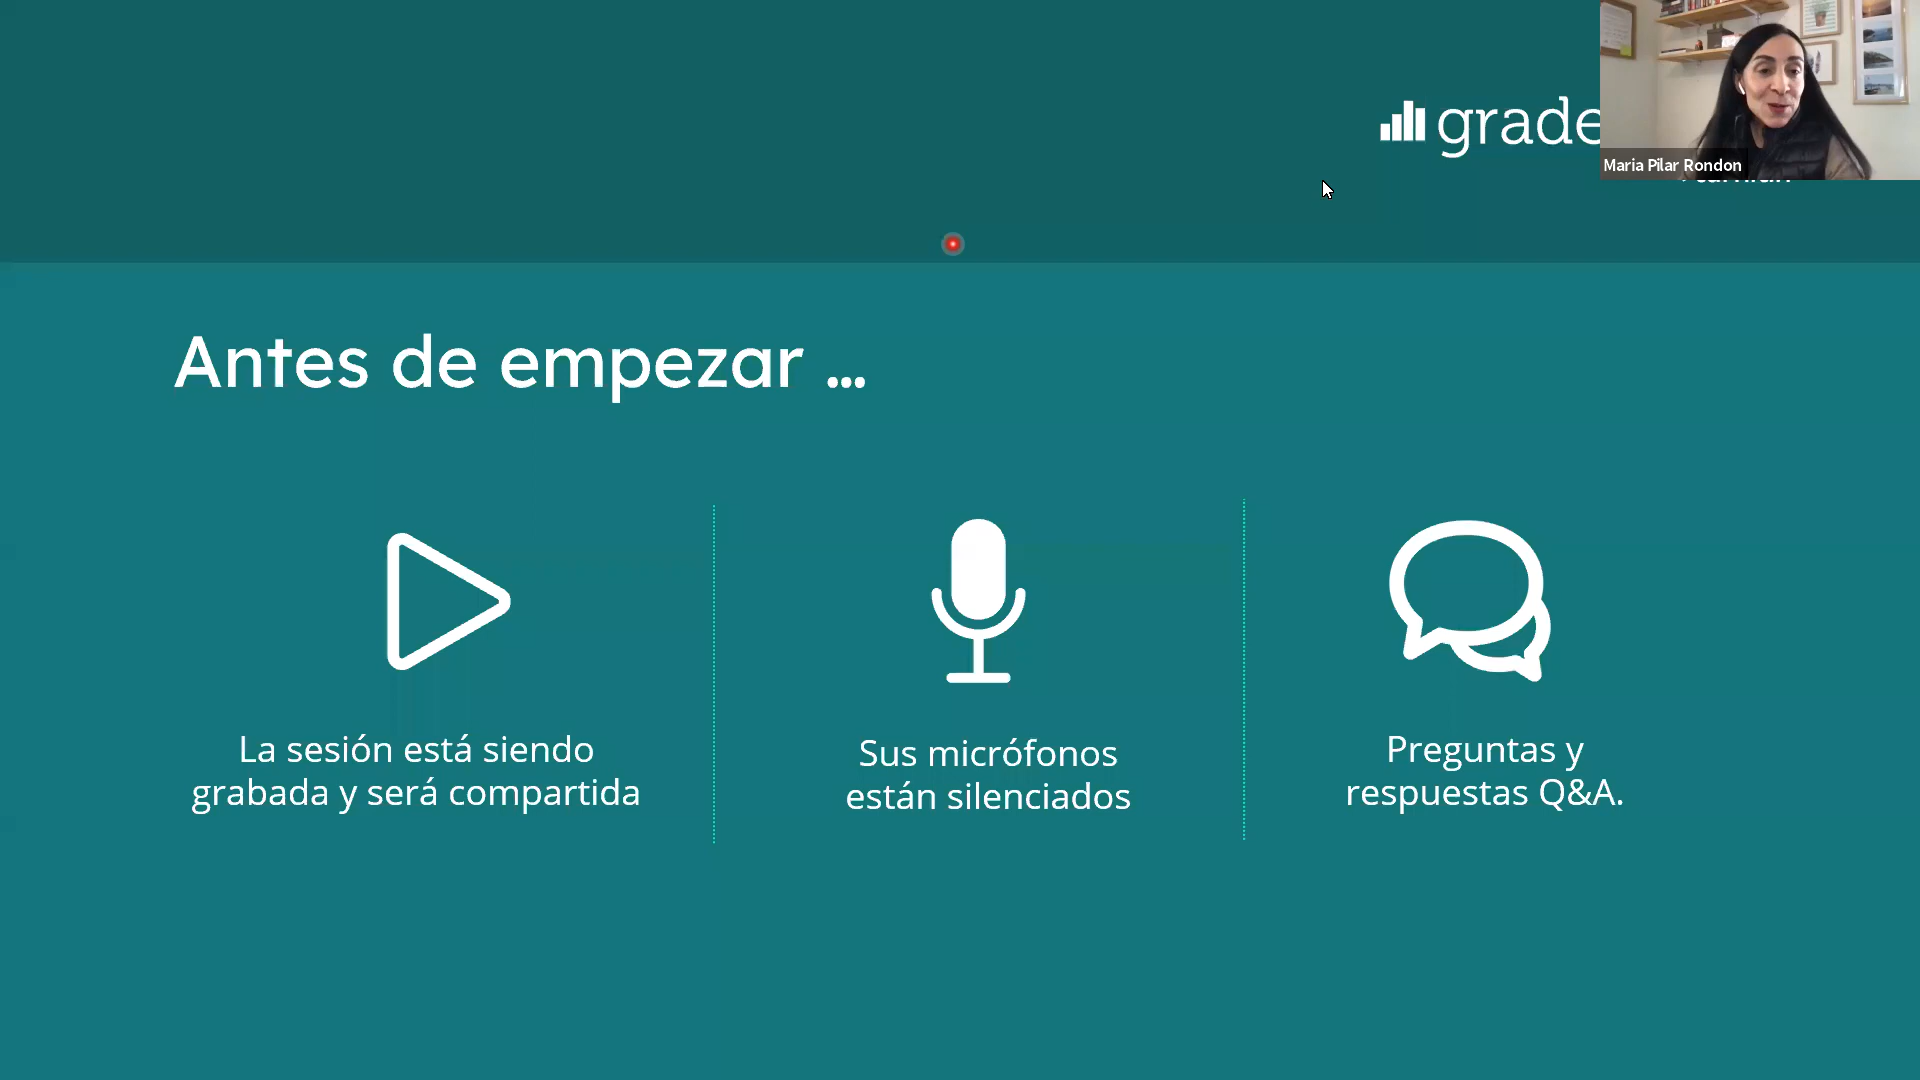 grade
Maria Pilar Rondon
Antes de empezar ...
La sesión está siendo
grabada y será compartida
Sus micrófonos
están silenciados
Preguntas y
respuestas Q&A.